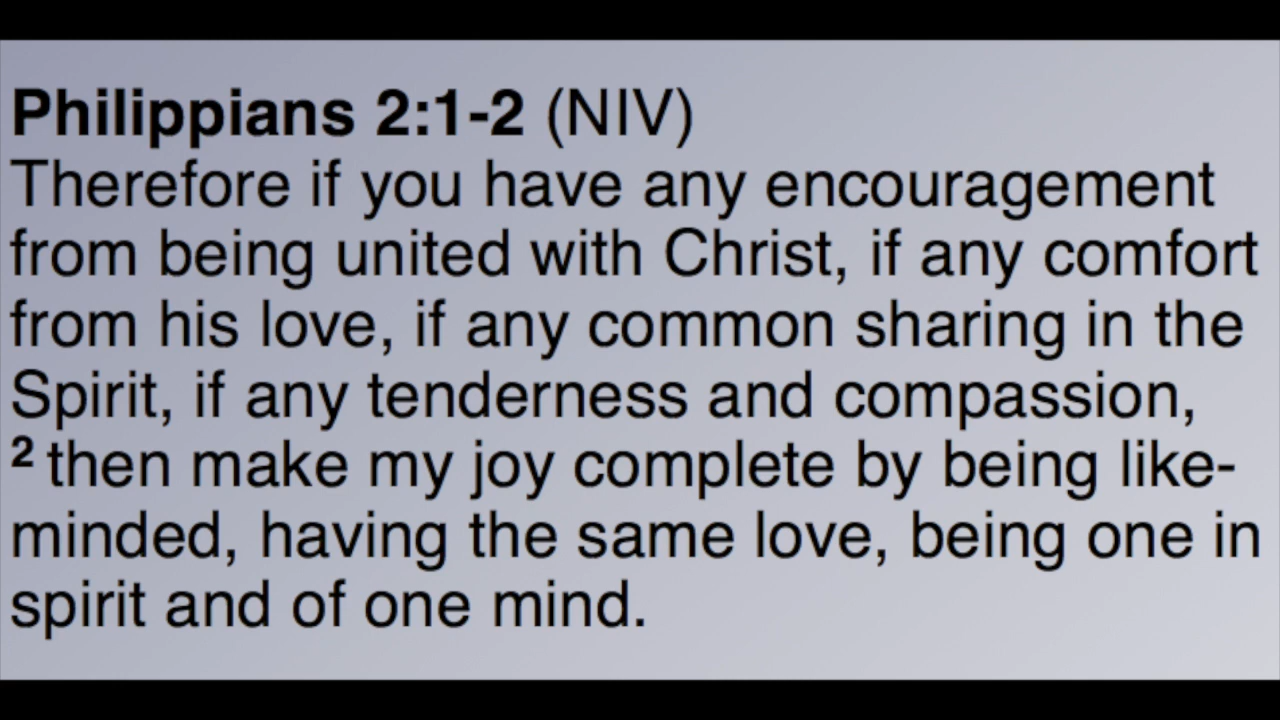 Philippians 2:1-2 (NIV)
Therefore if you have any encouragement
from being united with Christ, if any comfort
from his love, if any common sharing in the
Spirit, if any tenderness and compassion,
2 then make my joy complete by being like-
minded, having the same love, being one in
spirit and of one mind.